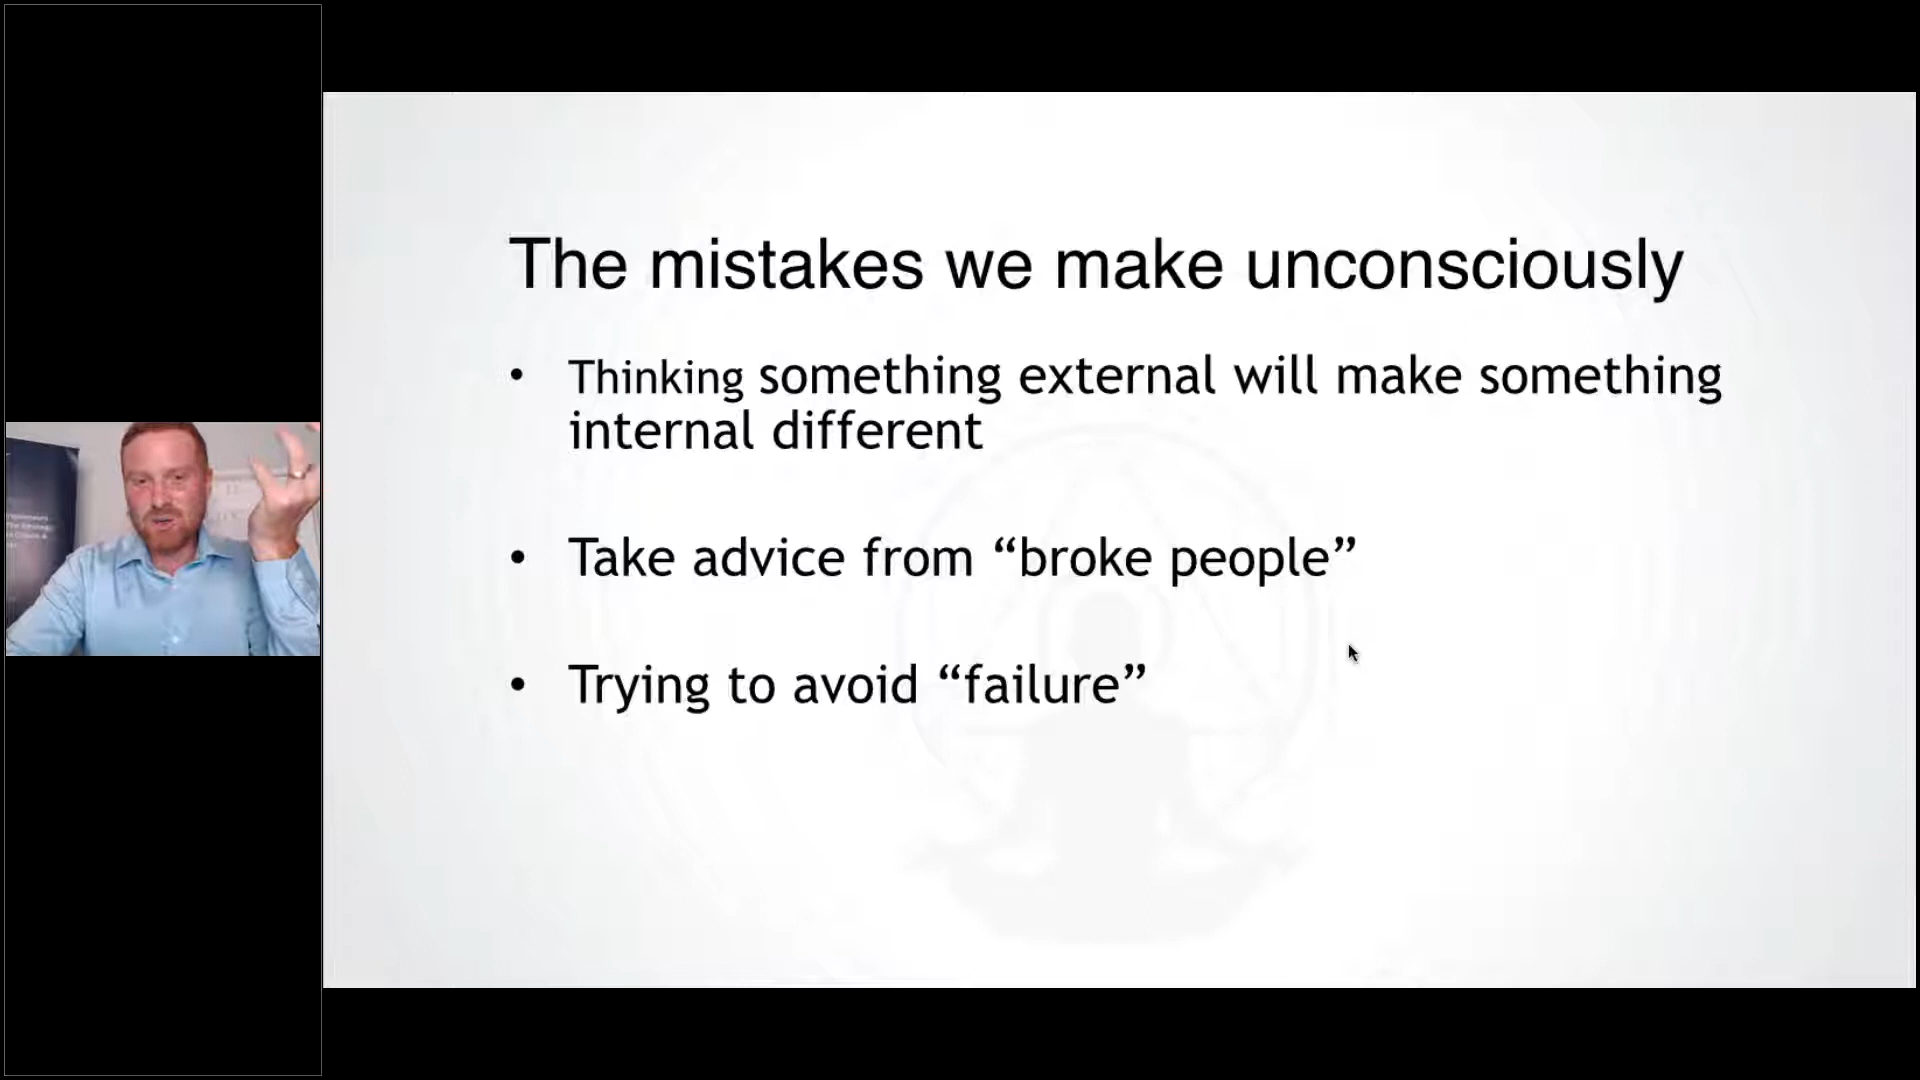 The mistakes we make unconsciously
• Thinking something external will make something
internal different
• Take advice from “broke people”
• Trying to avoid “failure”